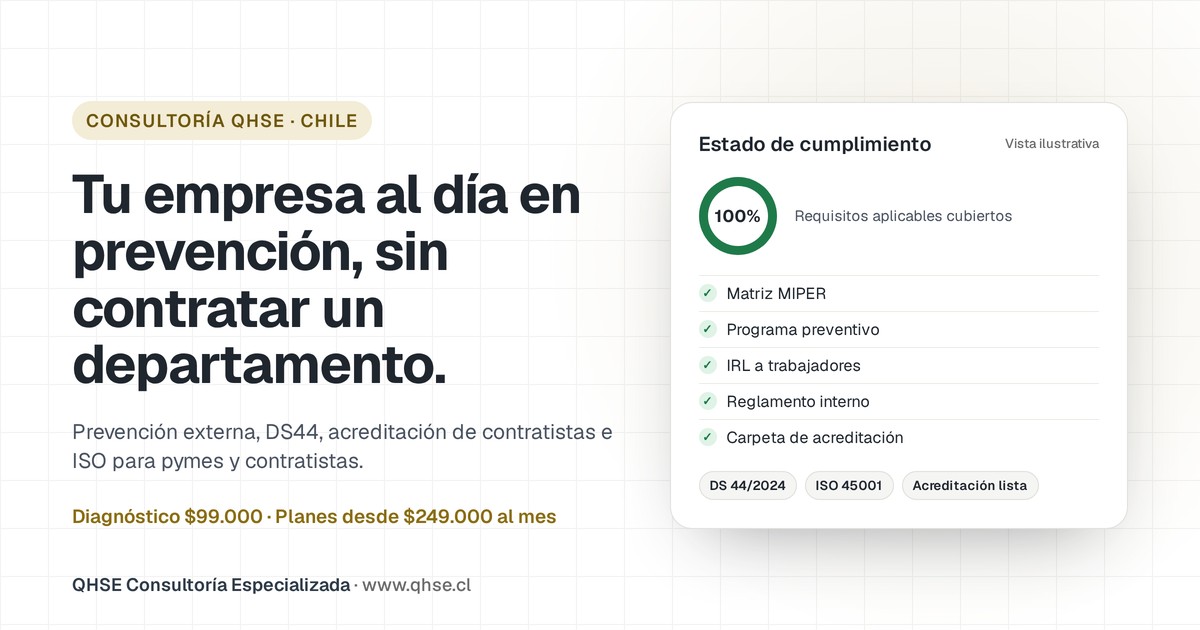 CONSULTORÍA QHSE · CHILE
Tu empresa al día en
prevención, sin
contratar un
departamento.
Prevención externa, DS44, acreditación de contratistas e
ISO para pymes y contratistas.
Diagnóstico $99.000 · Planes desde $249.000 al mes
QHSE Consultoría Especializada · www.qhse.cl
Estado de cumplimiento
Vista ilustrativa
100%
Requisitos aplicables cubiertos
✓ Matriz MIPER
✓ Programa preventivo
✓ IRL a trabajadores
✓ Reglamento interno
✓ Carpeta de acreditación
DS 44/2024
ISO 45001
Acreditación lista